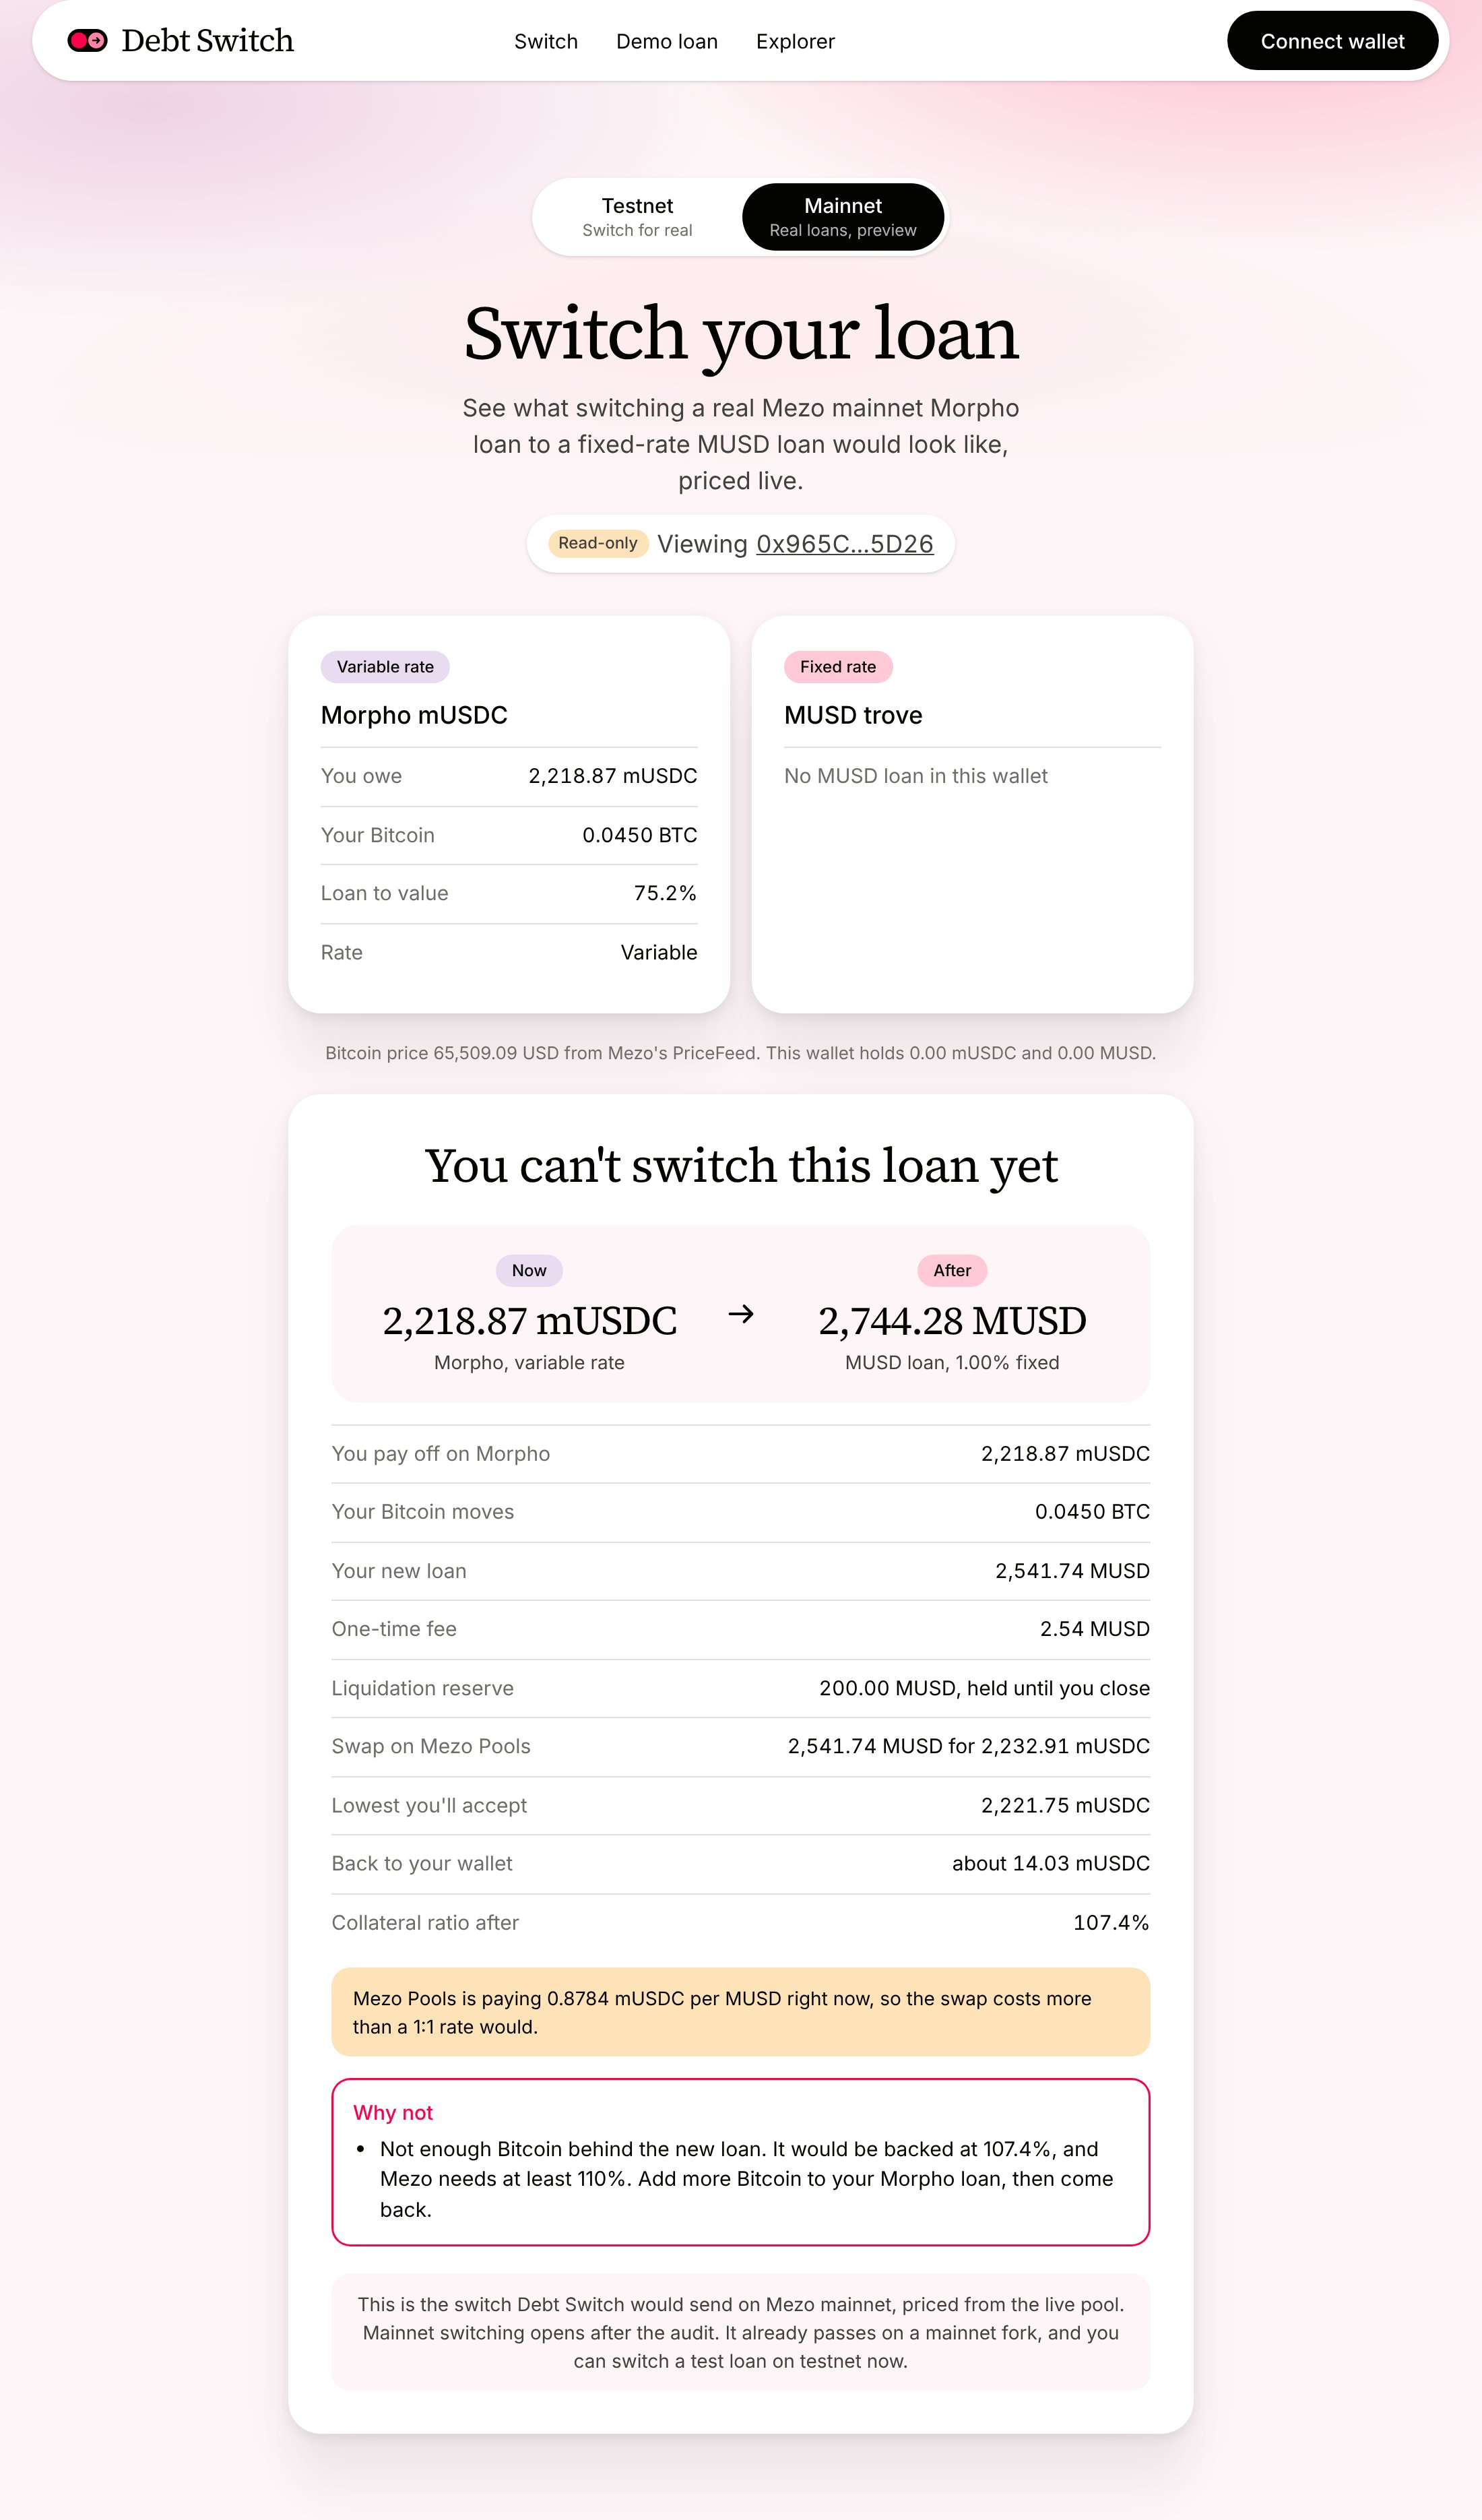 Debt Switch
Switch
Demo loan
Explorer
Connect wallet
Testnet
Switch for real
Mainnet
Real loans, preview
Switch your loan
See what switching a real Mezo mainnet Morpho
loan to a fixed-rate MUSD loan would look like,
priced live.
Read-only Viewing 0x965C...5D26
Variable rate
Morpho mUSDC
You owe 2,218.87 mUSDC
Your Bitcoin 0.0450 BTC
Loan to value 75.2%
Rate Variable
Fixed rate
MUSD trove
No MUSD loan in this wallet
Bitcoin price 65,509.09 USD from Mezo's PriceFeed. This wallet holds 0.00 mUSDC and 0.00 MUSD.
You can't switch this loan yet
Now
2,218.87 mUSDC
Morpho, variable rate
→
After
2,744.28 MUSD
MUSD loan, 1.00% fixed
You pay off on Morpho 2,218.87 mUSDC
Your Bitcoin moves 0.0450 BTC
Your new loan 2,541.74 MUSD
One-time fee 2.54 MUSD
Liquidation reserve 200.00 MUSD, held until you close
Swap on Mezo Pools 2,541.74 MUSD for 2,232.91 mUSDC
Lowest you'll accept 2,221.75 mUSDC
Back to your wallet about 14.03 mUSDC
Collateral ratio after 107.4%
Mezo Pools is paying 0.8784 mUSDC per MUSD right now, so the swap costs more
than a 1:1 rate would.
Why not
• Not enough Bitcoin behind the new loan. It would be backed at 107.4%, and
Mezo needs at least 110%. Add more Bitcoin to your Morpho loan, then come
back.
This is the switch Debt Switch would send on Mezo mainnet, priced from the live pool.
Mainnet switching opens after the audit. It already passes on a mainnet fork, and you
can switch a test loan on testnet now.